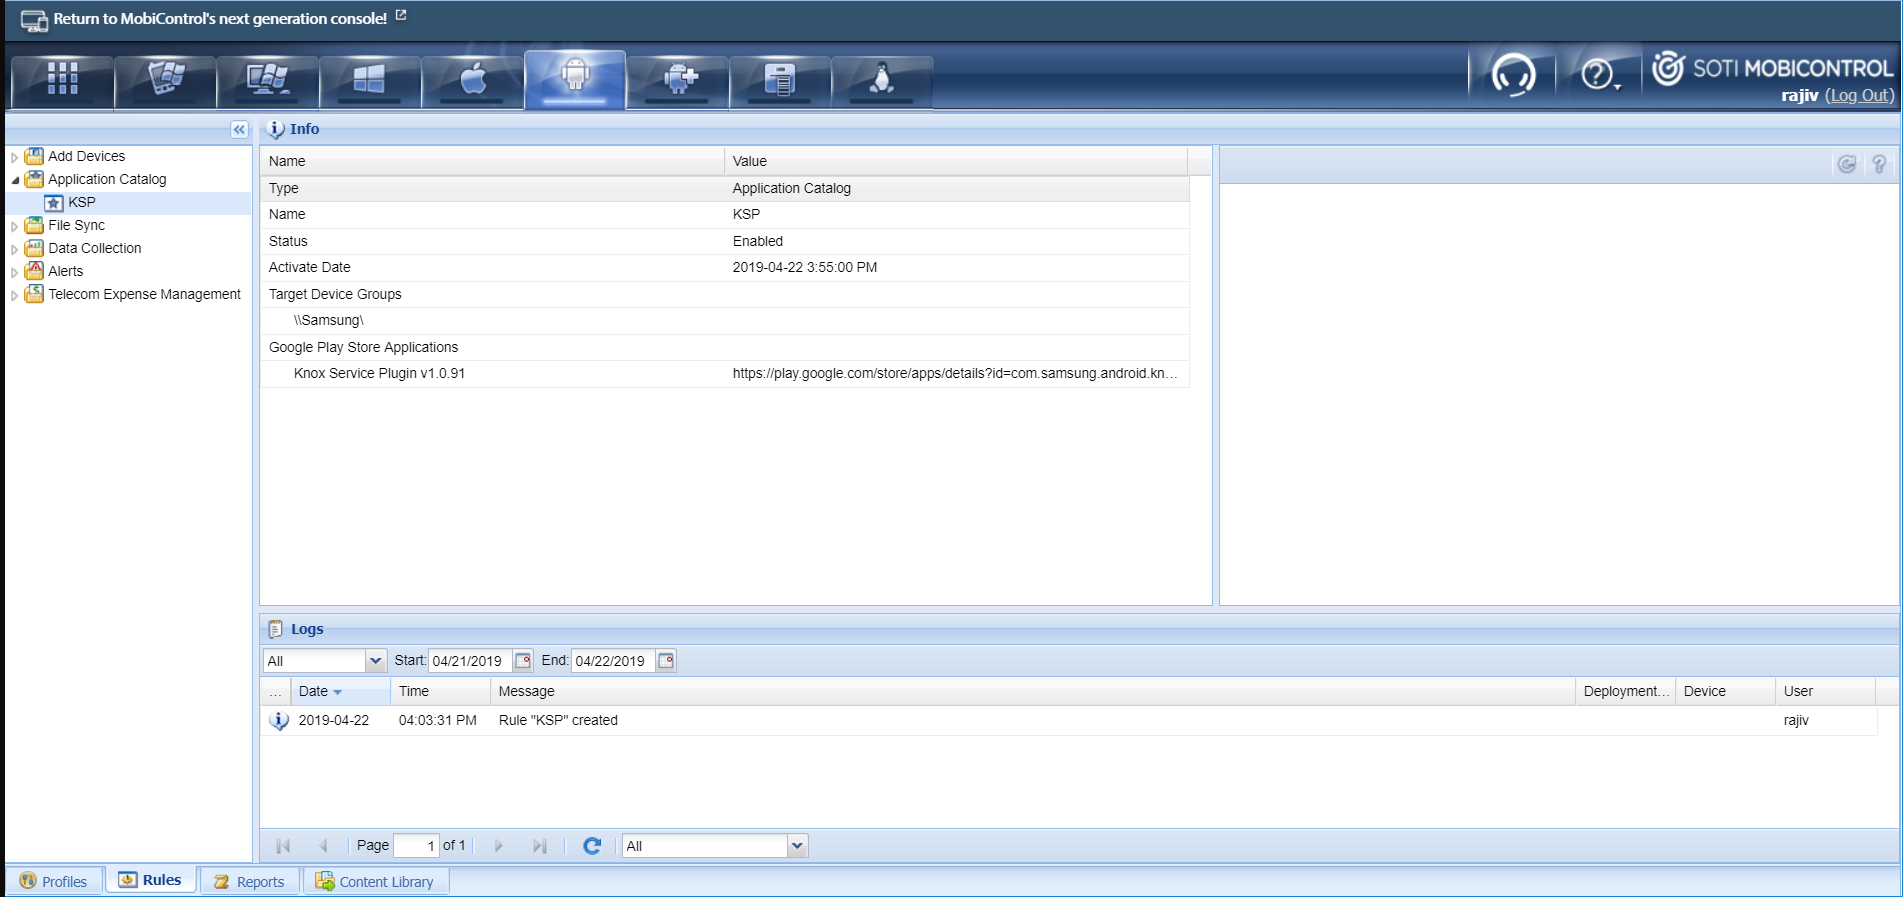 Return to MobiControl's next generation console!
SOTI MOBICONTROL
rajiv (Log Out)
Info
Add Devices
Application Catalog
KSP
File Sync
Data Collection
Alerts
Telecom Expense Management
Name Value
Type Application Catalog
Name KSP
Status Enabled
Activate Date 2019-04-22 3:55:00 PM
Target Device Groups
\\Samsung\
Google Play Store Applications
Knox Service Plugin v1.0.91 https://play.google.com/store/apps/details?id=com.samsung.android.kn...
Logs
All Start: 04/21/2019 End: 04/22/2019
... Date Time Message Deployment... Device User
2019-04-22 04:03:31 PM Rule "KSP" created rajiv
Page 1 of 1 All
Profiles Rules Reports Content Library